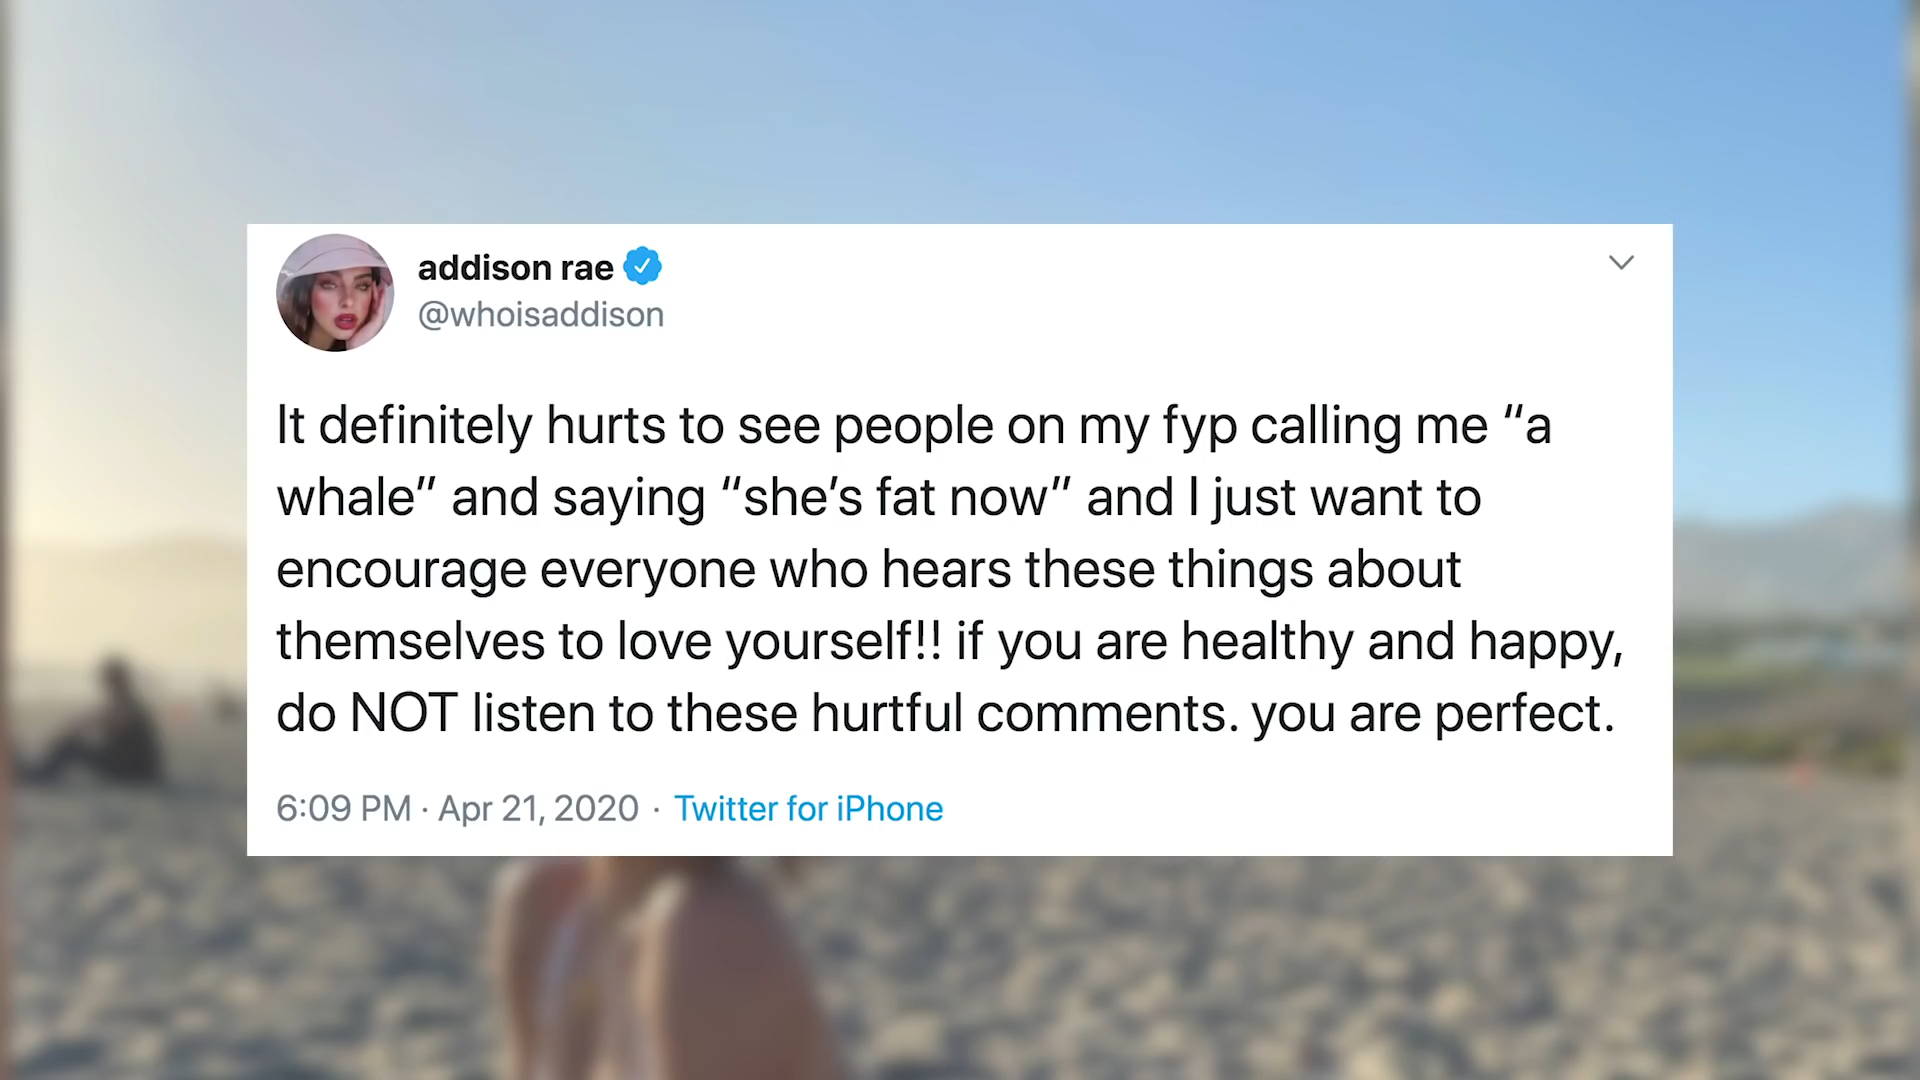 addison rae
@whoisaddison
It definitely hurts to see people on my fyp calling me “a
whale” and saying “she’s fat now” and I just want to
encourage everyone who hears these things about
themselves to love yourself!! if you are healthy and happy,
do NOT listen to these hurtful comments. you are perfect.
6:09 PM · Apr 21, 2020 · Twitter for iPhone